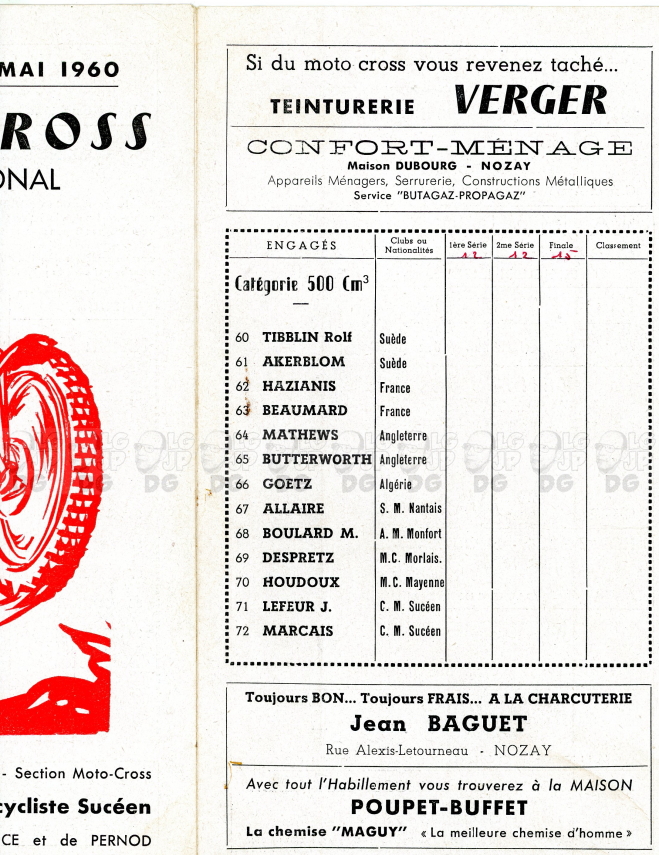 MAI 1960
ROSS
ONAL
- Section Moto-Cross
cycliste Sucéen
CE et de PERNOD
Si du moto cross vous revenez taché...
TEINTURERIE VERGER
CONFORT-MÉNAGE
Maison DUBOURG - NOZAY
Appareils Ménagers, Serrurerie, Constructions Métalliques
Service "BUTAGAZ-PROPAGAZ"
ENGAGÉS Clubs ou Nationalités 1ère Série 2me Série Finale Classement
12 12 15
Catégorie 500 Cm³
60 TIBBLIN Rolf Suède
61 AKERBLOM Suède
62 HAZIANIS France
63 BEAUMARD France
64 MATHEWS Angleterre
65 BUTTERWORTH Angleterre
66 GOETZ Algérie
67 ALLAIRE S. M. Nantais
68 BOULARD M. A. M. Monfort
69 DESPRETZ M.C. Morlais.
70 HOUDOUX M.C. Mayenne
71 LEFEUR J. C. M. Sucéen
72 MARCAIS C. M. Sucéen
Toujours BON... Toujours FRAIS... A LA CHARCUTERIE
Jean BAGUET
Rue Alexis-Letourneau - NOZAY
Avec tout l'Habillement vous trouverez à la MAISON
POUPET-BUFFET
La chemise "MAGUY" « La meilleure chemise d'homme »
LG JP DG